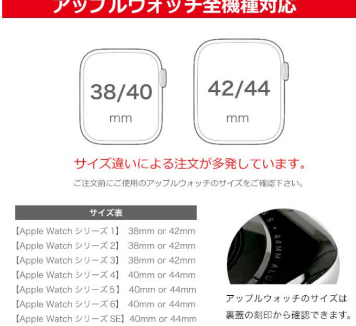 アップルウォッチ全機種対応
38/40
mm
42/44
mm
サイズ違いによる注文が多発しています。
ご注文前にご使用のアップルウォッチのサイズをご確認下さい。
サイズ表
【Apple Watch シリーズ 1】 38mm or 42mm
【Apple Watch シリーズ 2】 38mm or 42mm
【Apple Watch シリーズ 3】 38mm or 42mm
【Apple Watch シリーズ 4】 40mm or 44mm
【Apple Watch シリーズ 5】 40mm or 44mm
【Apple Watch シリーズ 6】 40mm or 44mm
【Apple Watch シリーズ SE】 40mm or 44mm
44MM ALU
アップルウォッチのサイズは
裏蓋の刻印から確認できます。